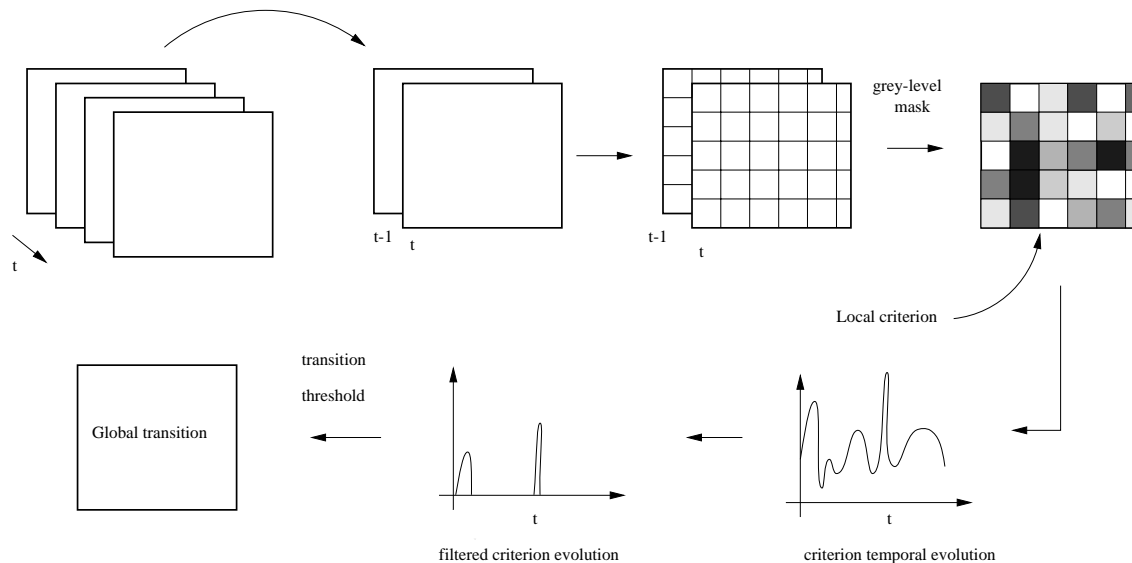 grey-level
mask
t-1
t
t-1
t
t
Local criterion
transition
threshold
Global transition
t
t
filtered criterion evolution
criterion temporal evolution